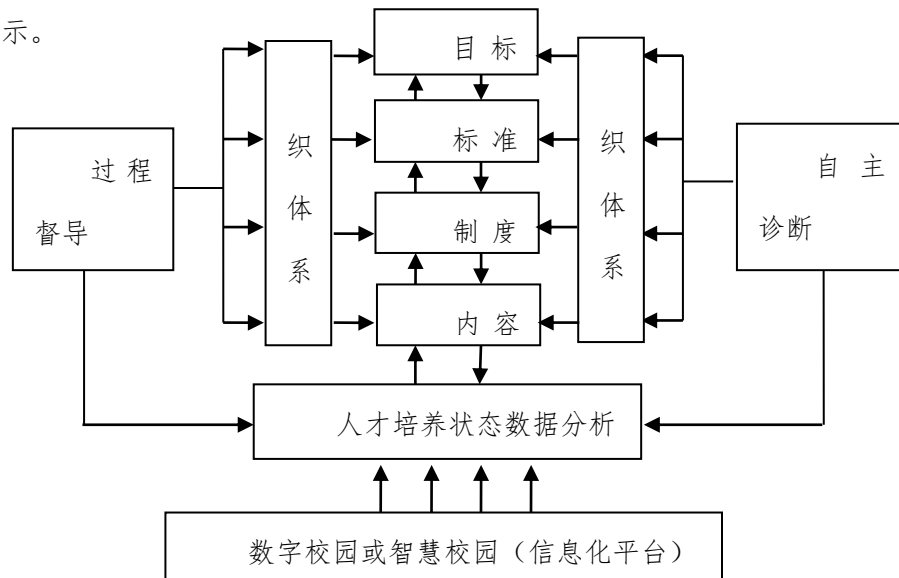 示。
目 标
标 准
制 度
内 容
织
体
系
织
体
系
过 程
督导
自 主
诊断
人才培养状态数据分析
数字校园或智慧校园（信息化平台）